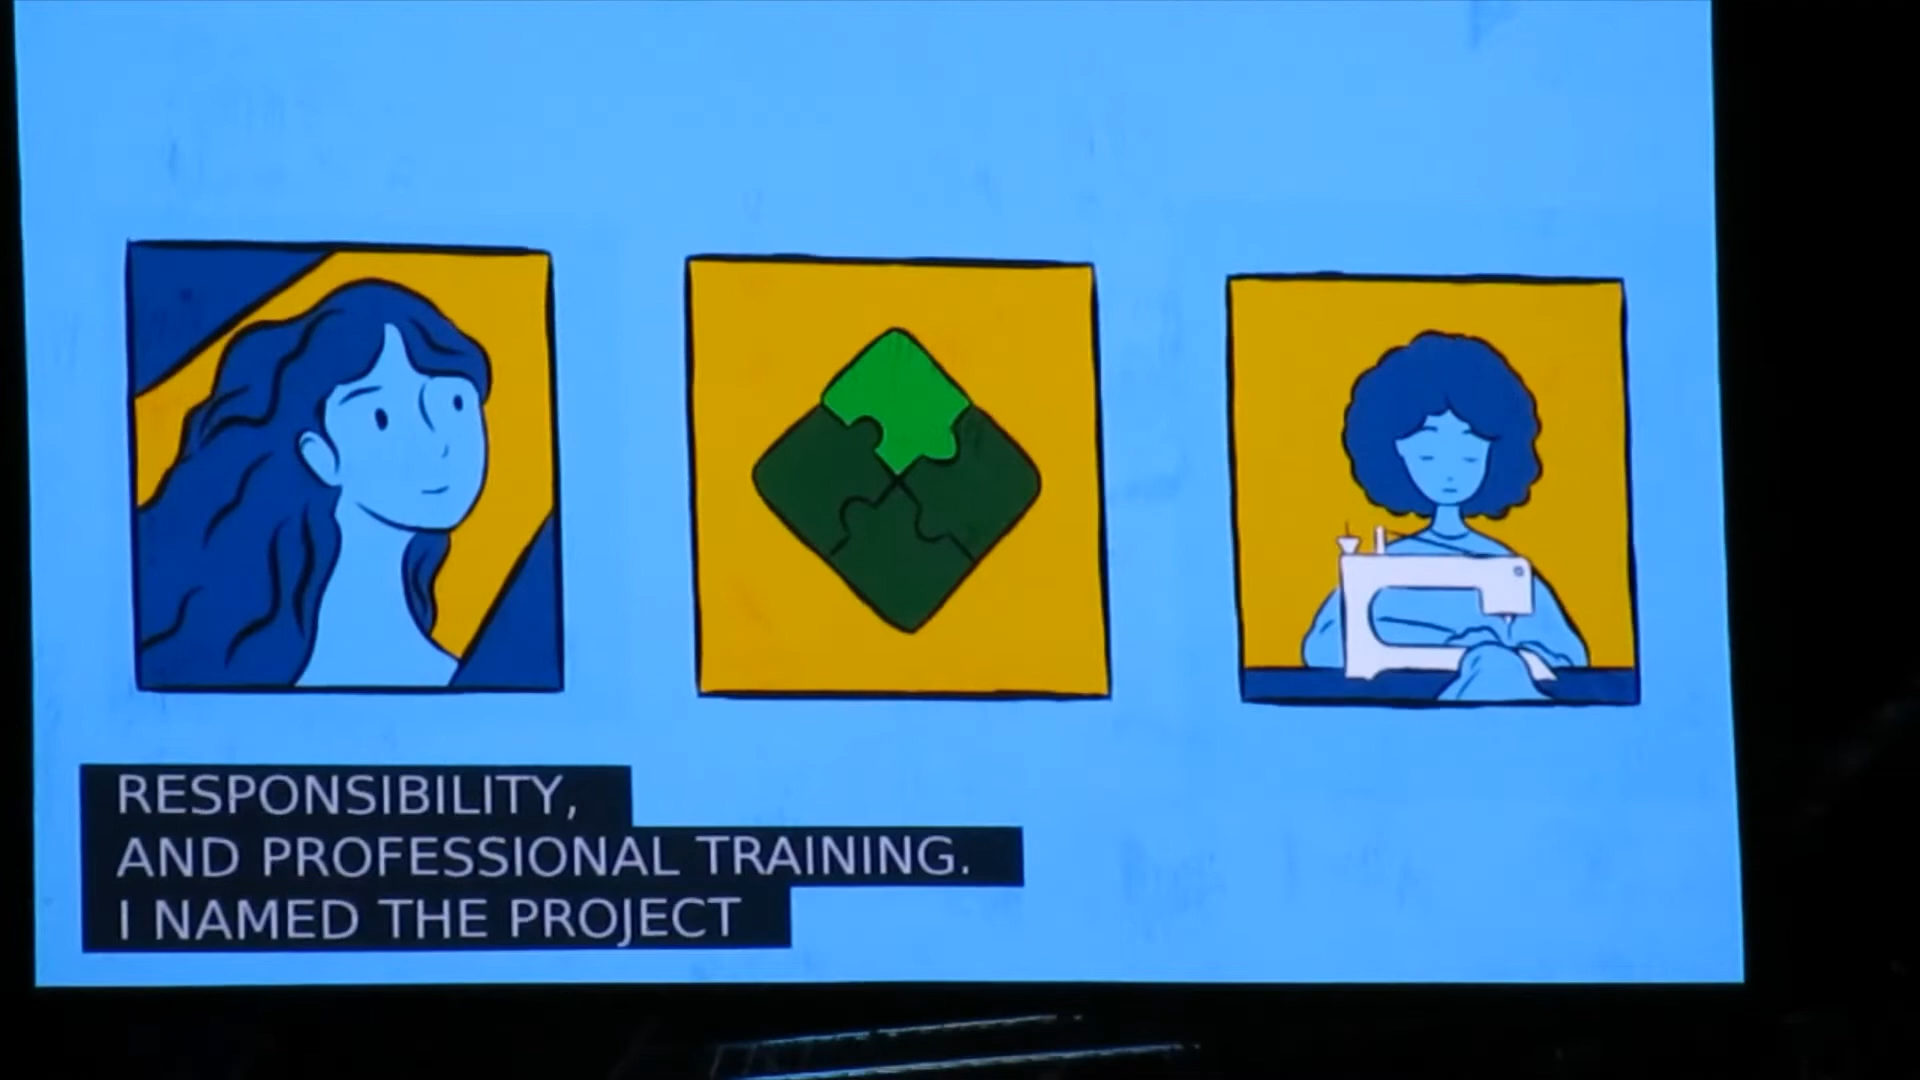 RESPONSIBILITY,
AND PROFESSIONAL TRAINING.
I NAMED THE PROJECT